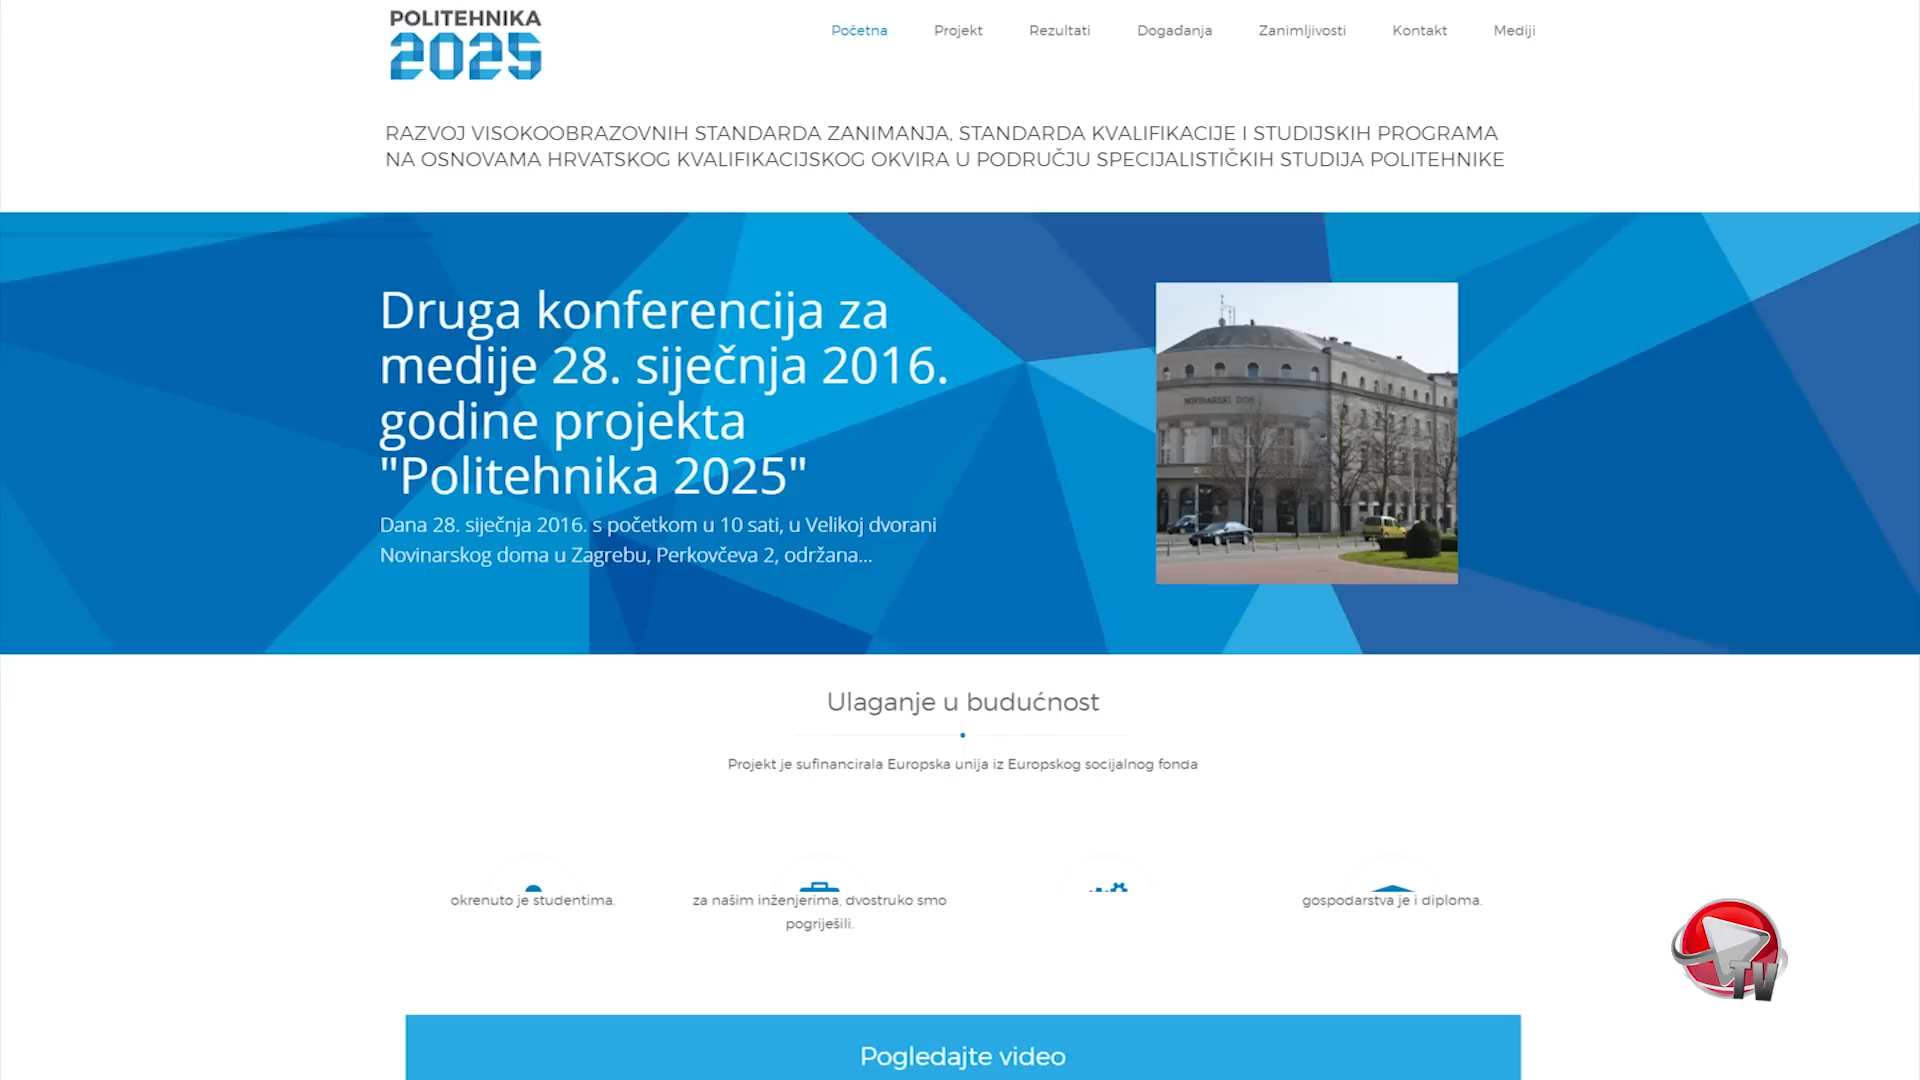 POLITEHNIKA
2025
Početna Projekt Rezultati Događanja Zanimljivosti Kontakt Mediji
RAZVOJ VISOKOOBRAZOVNIH STANDARDA ZANIMANJA, STANDARDA KVALIFIKACIJE I STUDIJSKIH PROGRAMA
NA OSNOVAMA HRVATSKOG KVALIFIKACIJSKOG OKVIRA U PODRUČJU SPECIJALISTIČKIH STUDIJA POLITEHNIKE
Druga konferencija za
medije 28. siječnja 2016.
godine projekta
"Politehnika 2025"
Dana 28. siječnja 2016. s početkom u 10 sati, u Velikoj dvorani
Novinarskog doma u Zagrebu, Perkovčeva 2, održana...
NOVINARSKI DOM
Ulaganje u budućnost
Projekt je sufinancirala Europska unija iz Europskog socijalnog fonda
okrenuto je studentima.
za našim inženjerima, dvostruko smo
pogriješili.
gospodarstva je i diploma.
TV
Pogledajte video